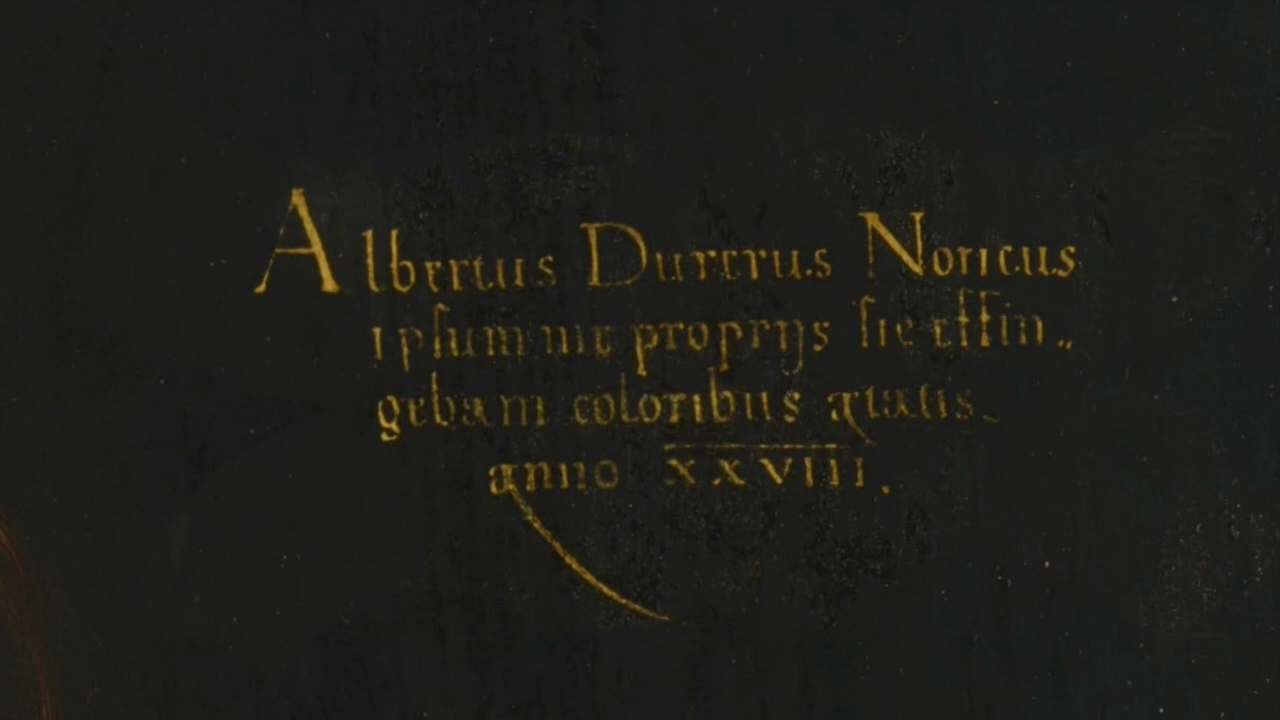 Albertus Durerus Noricus
ipsum me proprijs sic effin„
gebam coloribus ætatis
anno XXVIII.